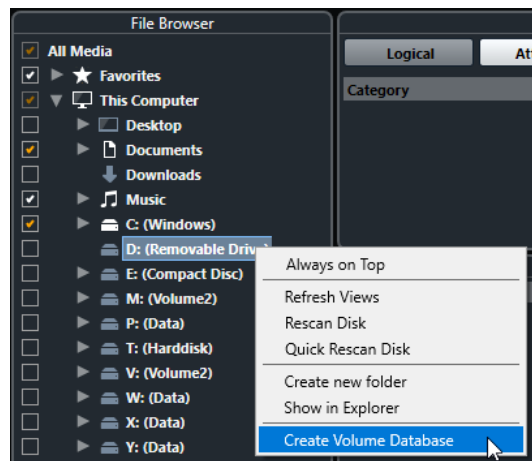 File Browser
All Media
Favorites
This Computer
Desktop
Documents
Downloads
Music
C: (Windows)
D: (Removable Driv
E: (Compact Disc)
M: (Volume2)
P: (Data)
T: (Harddisk)
V: (Volume2)
W: (Data)
X: (Data)
Y: (Data)
Logical
At
Category
Always on Top
Refresh Views
Rescan Disk
Quick Rescan Disk
Create new folder
Show in Explorer
Create Volume Database